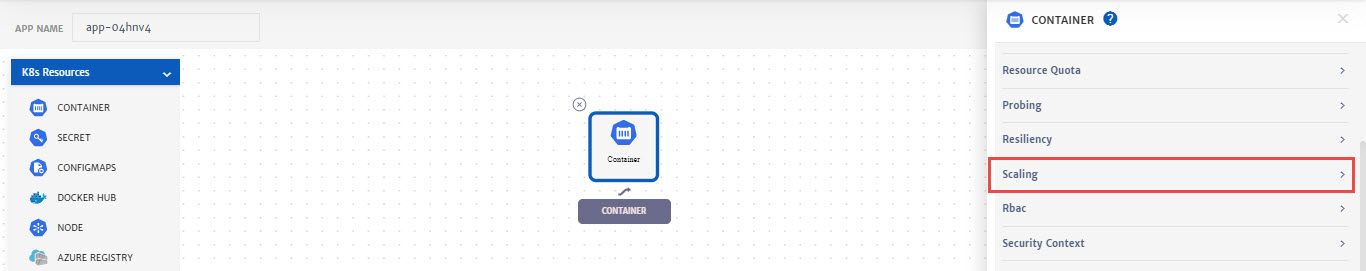 APP NAME
app-04hnv4
K8s Resources
CONTAINER
SECRET
CONFIGMAPS
DOCKER HUB
NODE
AZURE REGISTRY
Container
CONTAINER
CONTAINER ?
Resource Quota
Probing
Resiliency
Scaling
Rbac
Security Context